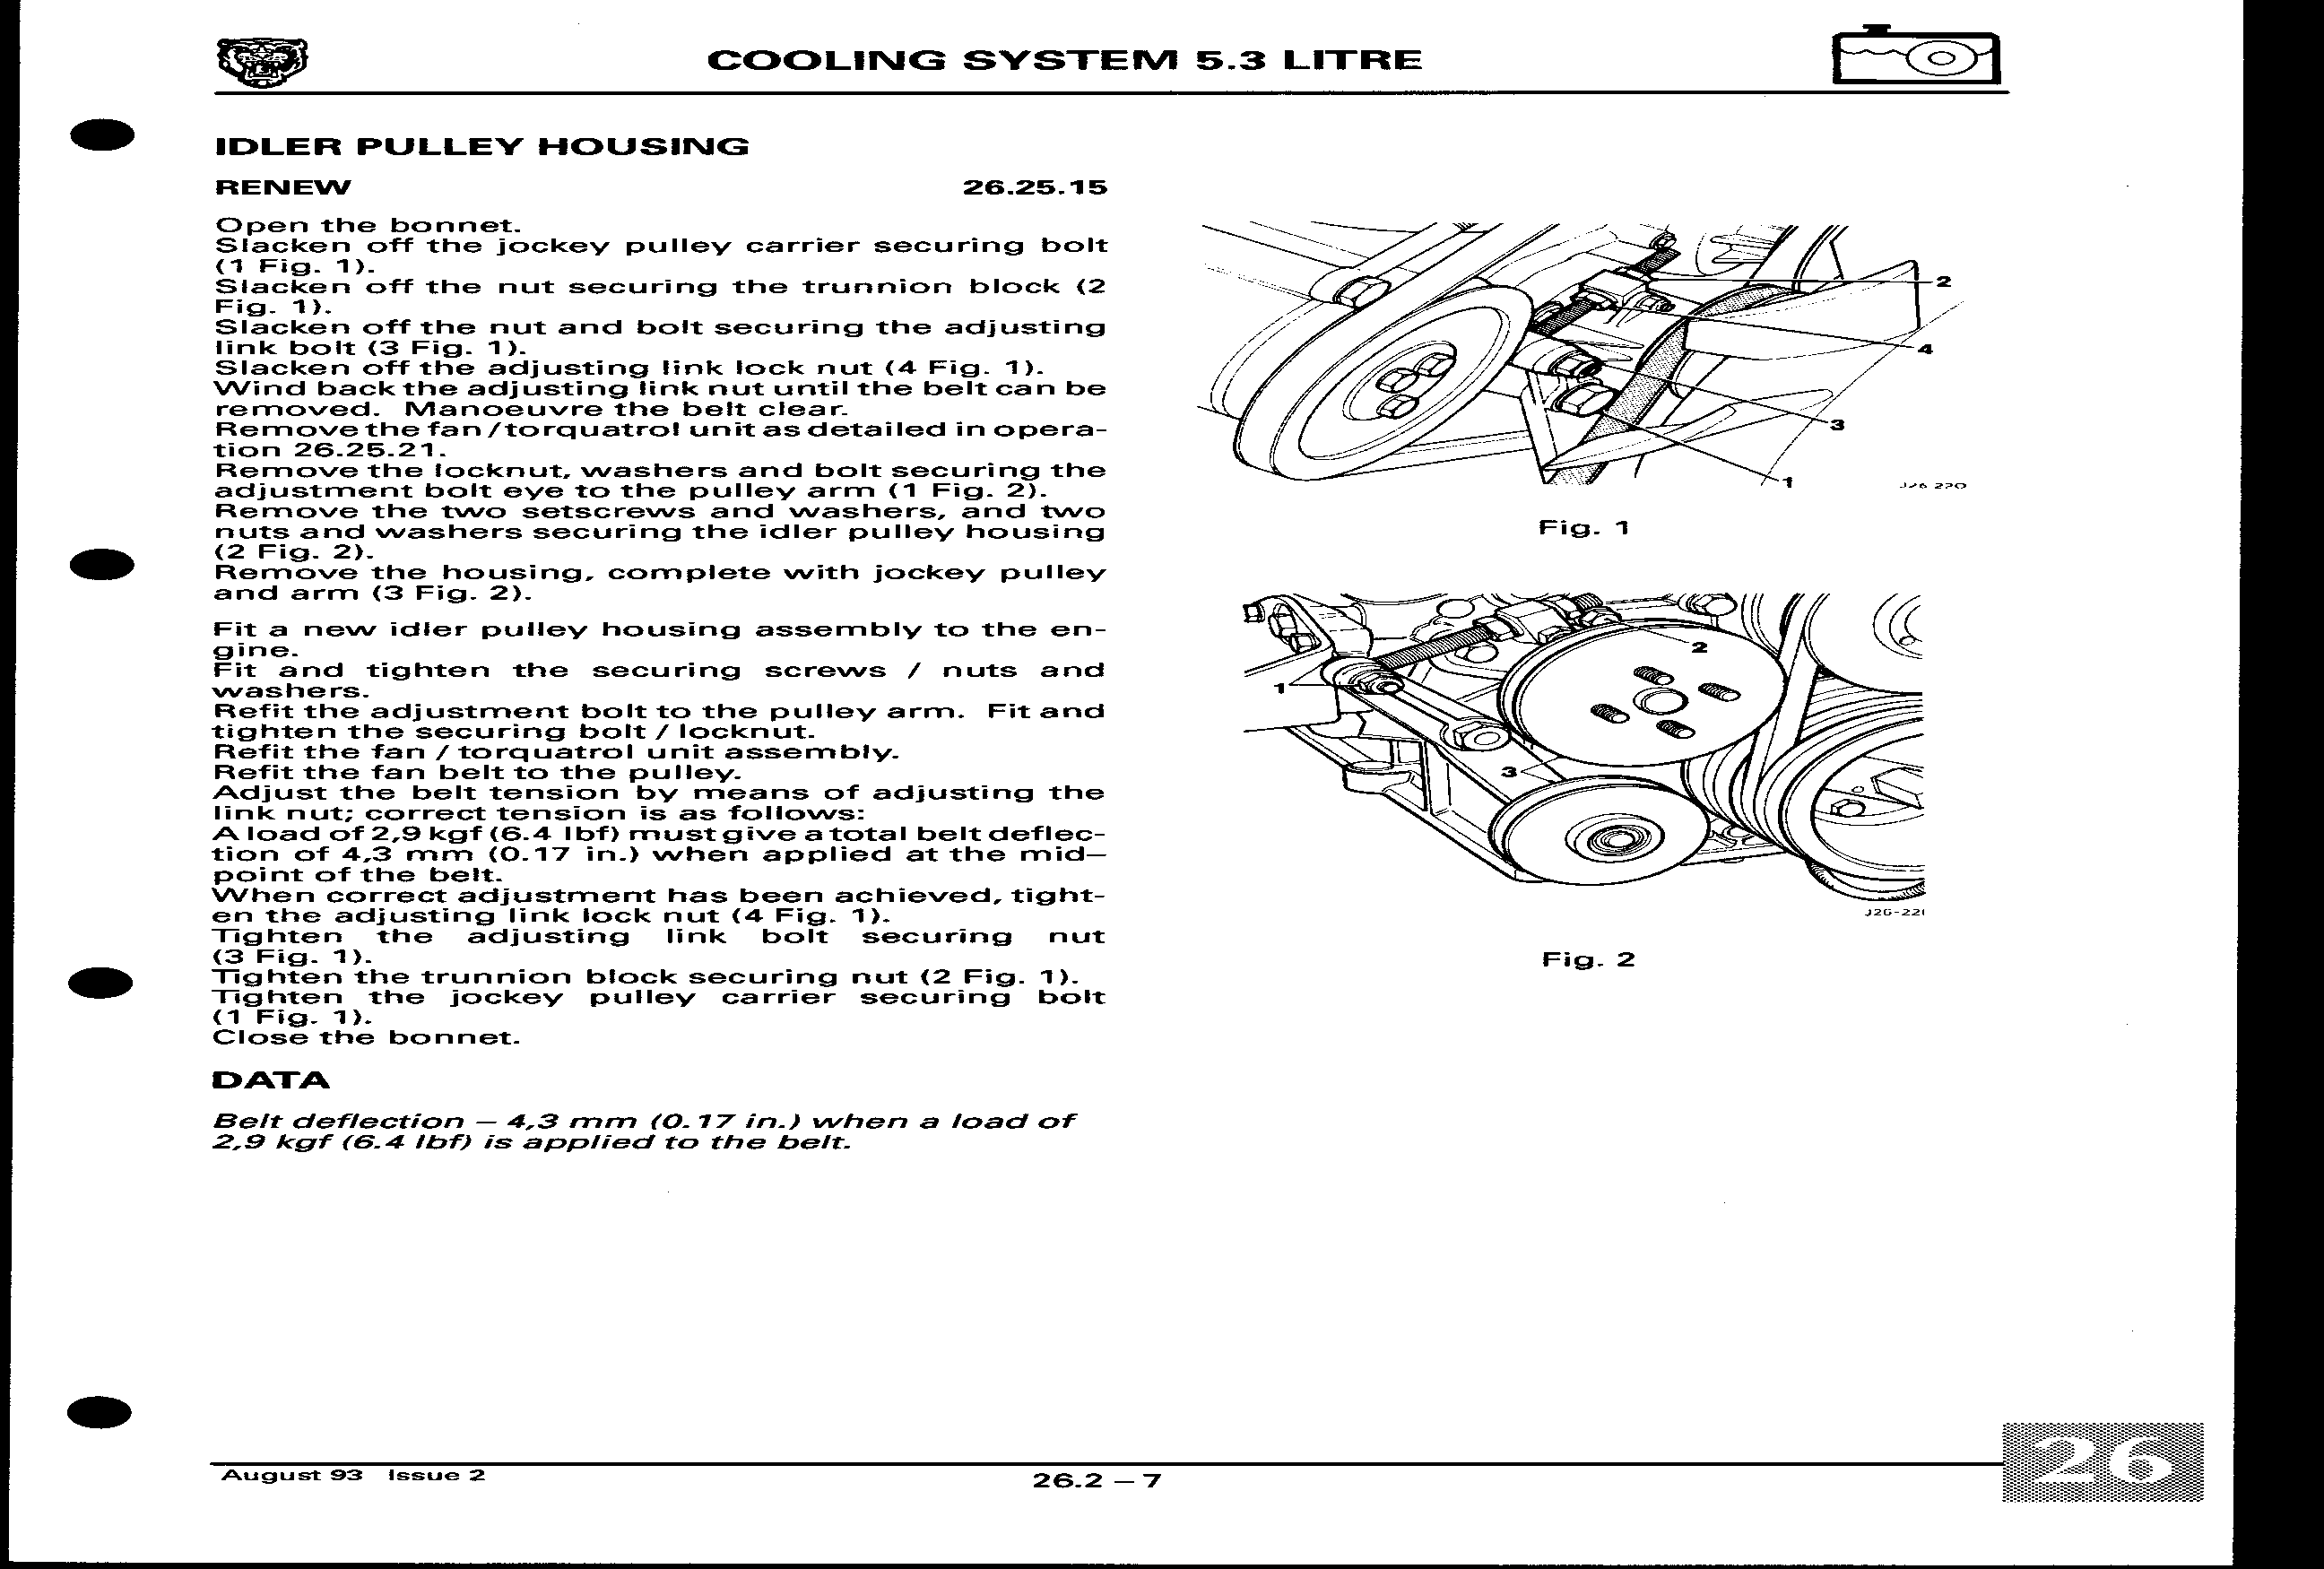 COOLING SYSTEM 5.3 LITRE
IDLER PULLEY HOUSING
RENEW 26.25.15
Open the bonnet.
Slacken off the jockey pulley carrier securing bolt
(1 Fig. 1).
Slacken off the nut securing the trunnion block (2
Fig. 1).
Slacken off the nut and bolt securing the adjusting
link bolt (3 Fig. 1).
Slacken off the adjusting link lock nut (4 Fig. 1).
Wind back the adjusting link nut until the belt can be
removed. Manoeuvre the belt clear.
Remove the fan/torquatrol unit as detailed in opera-
tion 26.25.21.
Remove the locknut, washers and bolt securing the
adjustment bolt eye to the pulley arm (1 Fig. 2).
Remove the two setscrews and washers, and two
nuts and washers securing the idler pulley housing
(2 Fig. 2).
Remove the housing, complete with jockey pulley
and arm (3 Fig. 2).
Fit a new idler pulley housing assembly to the en-
gine.
Fit and tighten the securing screws / nuts and
washers.
Refit the adjustment bolt to the pulley arm. Fit and
tighten the securing bolt / locknut.
Refit the fan / torquatrol unit assembly.
Refit the fan belt to the pulley.
Adjust the belt tension by means of adjusting the
link nut; correct tension is as follows:
A load of 2,9 kgf (6.4 lbf) must give a total belt deflec-
tion of 4,3 mm (0.17 in.) when applied at the mid–
point of the belt.
When correct adjustment has been achieved, tight-
en the adjusting link lock nut (4 Fig. 1).
Tighten the adjusting link bolt securing nut
(3 Fig. 1).
Tighten the trunnion block securing nut (2 Fig. 1).
Tighten the jockey pulley carrier securing bolt
(1 Fig. 1).
Close the bonnet.
DATA
Belt deflection – 4,3 mm (0.17 in.) when a load of
2,9 kgf (6.4 lbf) is applied to the belt.
2
4
3
1
J26 220
Fig. 1
2
1
3
J26-22
Fig. 2
August 93 Issue 2
26.2 – 7
26